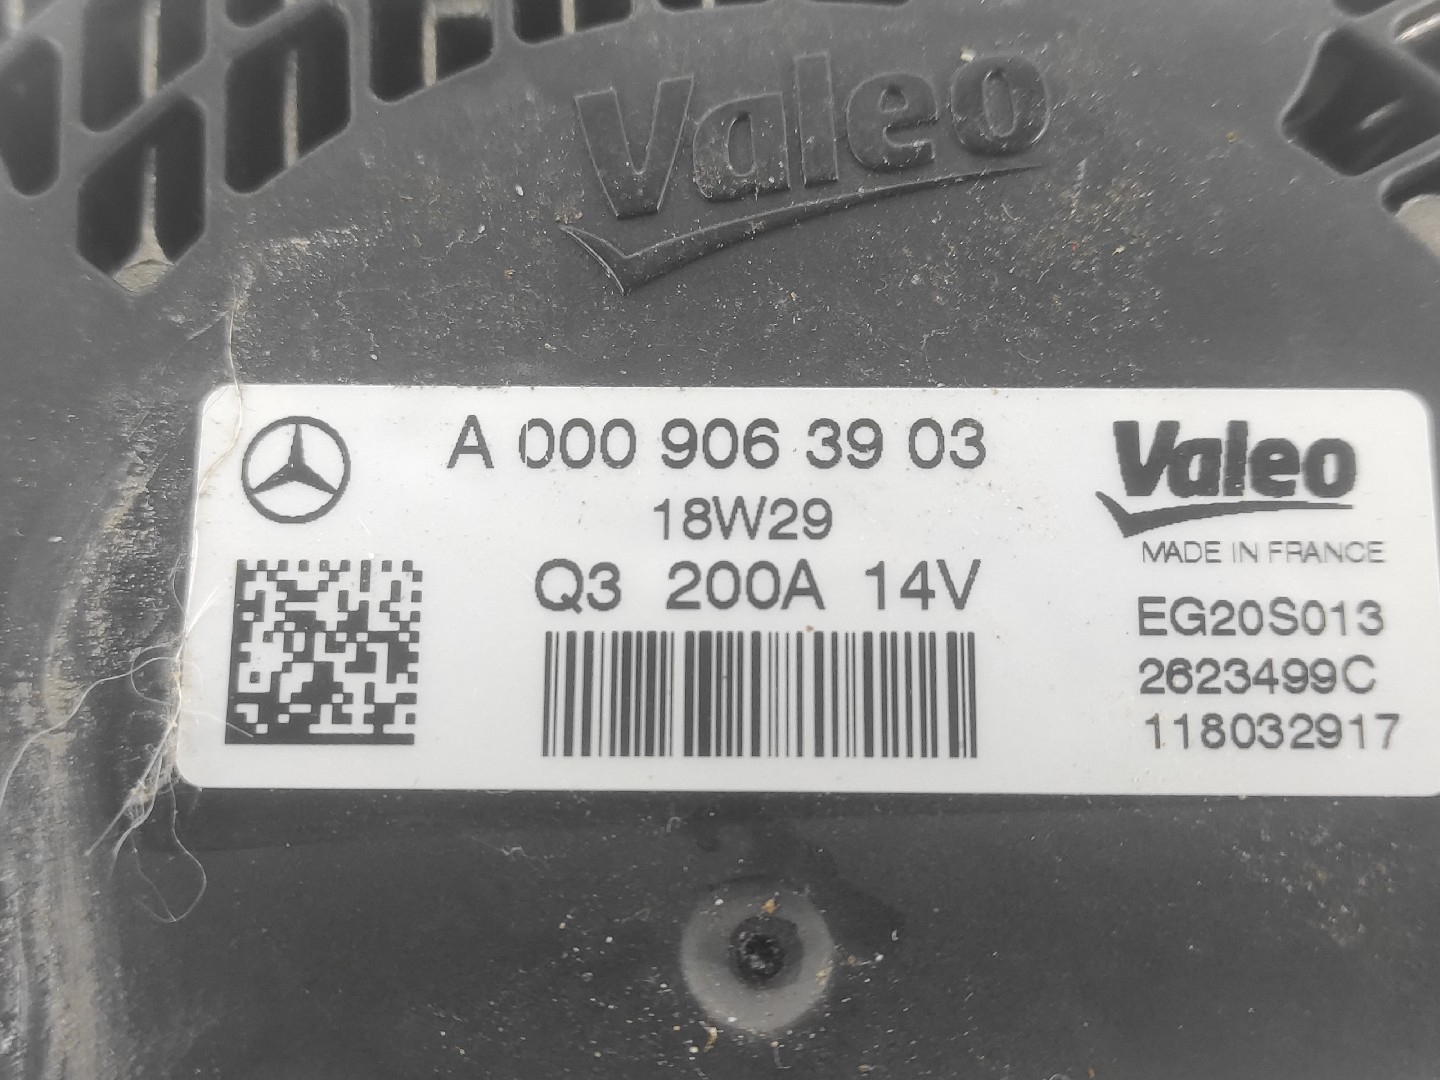 Valeo
A 000 906 39 03
18W29
Q3 200A 14V
Valeo
MADE IN FRANCE
EG20S013
2623499C
118032917